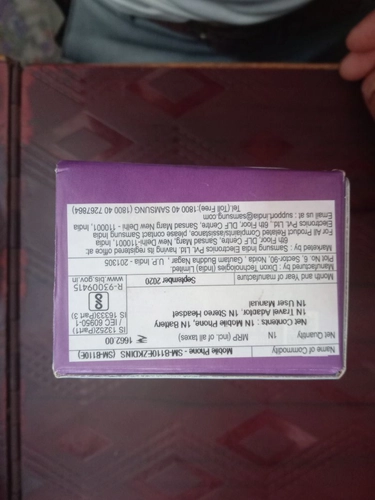 Name of Commodity Mobile Phone - SM-B110E/ZKDINS (SM-B110E)
Net Quantity 1N MRP (incl. of all taxes) ₹ 1662.00
Net Contents : 1N Mobile Phone, 1N Battery
1N Travel Adaptor, 1N Stereo Headset
1N User Manual
IS 13252(Part1)
/ IEC 60950-1
IS 16333(Part 3)
R-93009415
www.bis.gov.in
Month and Year of manufacture September 2020
Manufactured by : Dixon Technologies (India) Limited
Plot No. 6, Sector-90, Noida, Gautam Buddha Nagar , U.P. - 201305
Marketed by : Samsung India Electronics Pvt. Ltd. having its registered office at:
6th Floor DLF Centre, Sansad Marg, New Delhi-110001, India
For All Product Related Complaints/assistance, please contact Samsung India
Electronics Pvt. Ltd. 6th Floor, DLF Centre, Sansad Marg New Delhi - 110001, India
Email us at : support.india@samsung.com
Tel.(Toll Free):1800 40 SAMSUNG (1800 40 7267864)